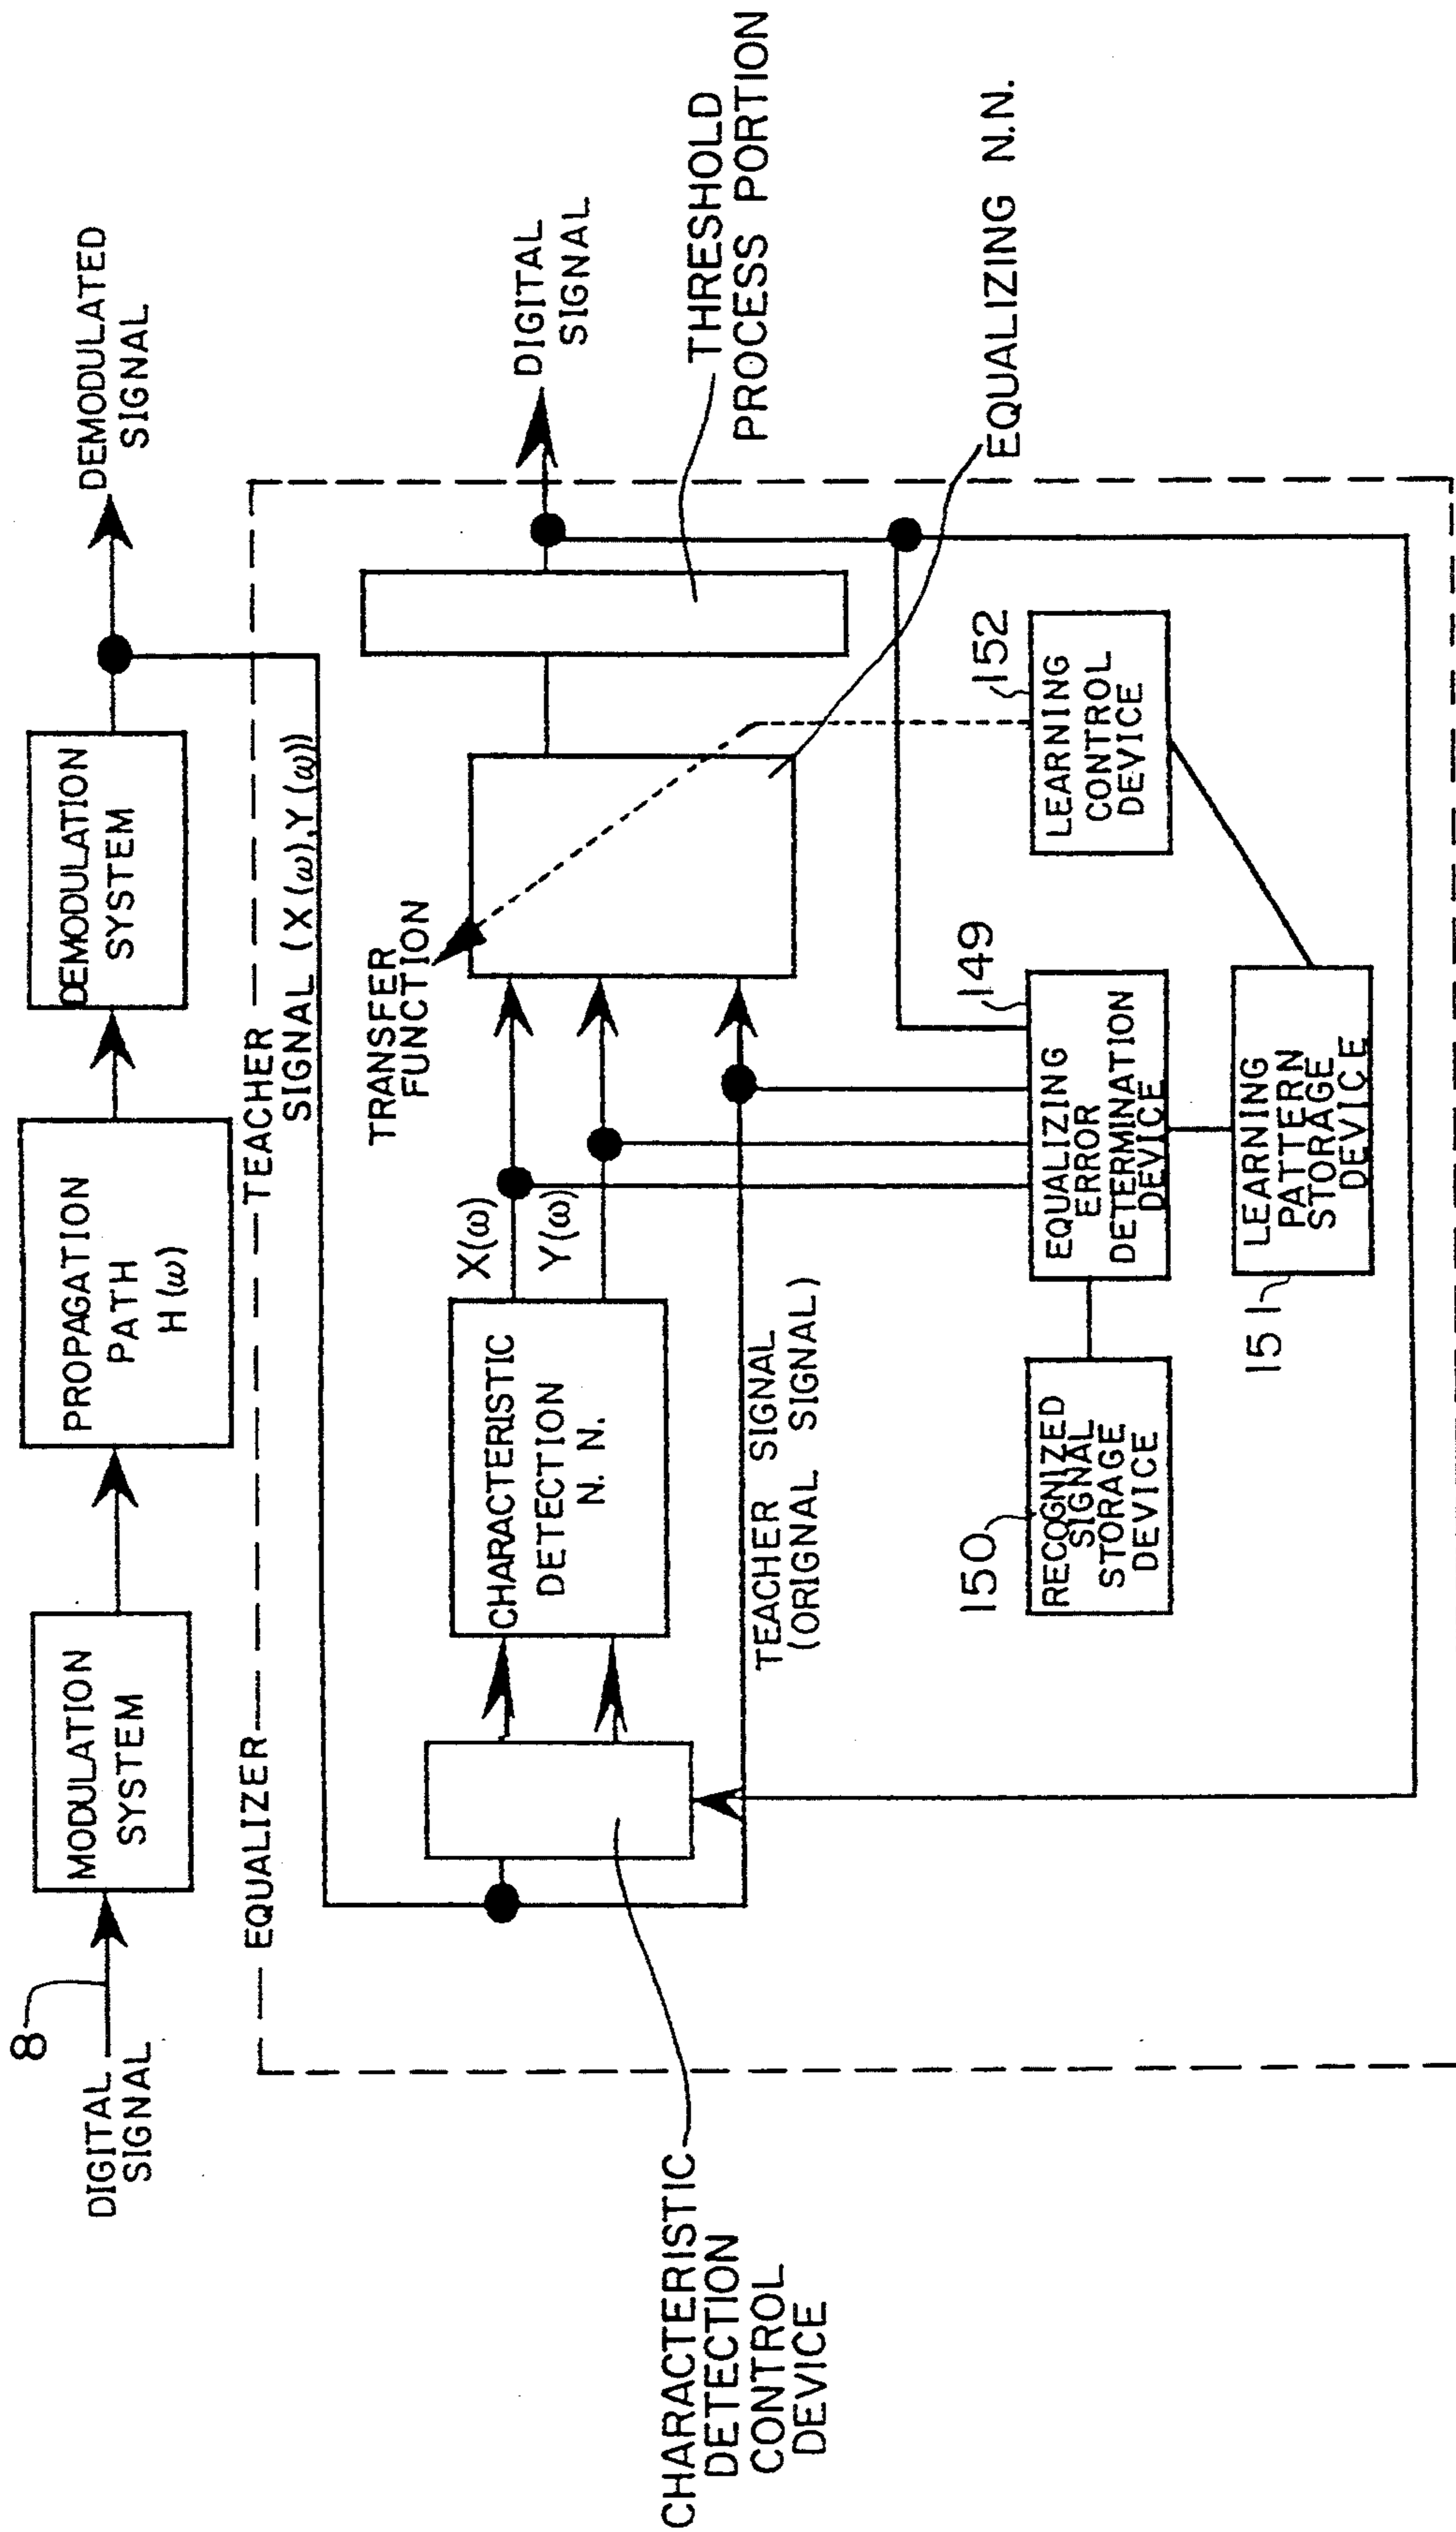 8
DIGITAL
SIGNAL
MODULATION
SYSTEM
PROPAGATION
PATH
H(ω)
DEMODULATION
SYSTEM
DEMODULATED
SIGNAL
EQUALIZER
TEACHER
SIGNAL (X(ω),Y(ω))
CHARACTERISTIC
DETECTION
CONTROL
DEVICE
CHARACTERISTIC
DETECTION
N. N.
X(ω)
Y(ω)
TRANSFER
FUNCTION
DIGITAL
SIGNAL
THRESHOLD
PROCESS PORTION
EQUALIZING N.N.
TEACHER SIGNAL
(ORIGNAL SIGNAL)
150
RECOGNIZED
SIGNAL
STORAGE
DEVICE
149
EQUALIZING
ERROR
DETERMINATION
DEVICE
152
LEARNING
CONTROL
DEVICE
151
LEARNING
PATTERN
STORAGE
DEVICE